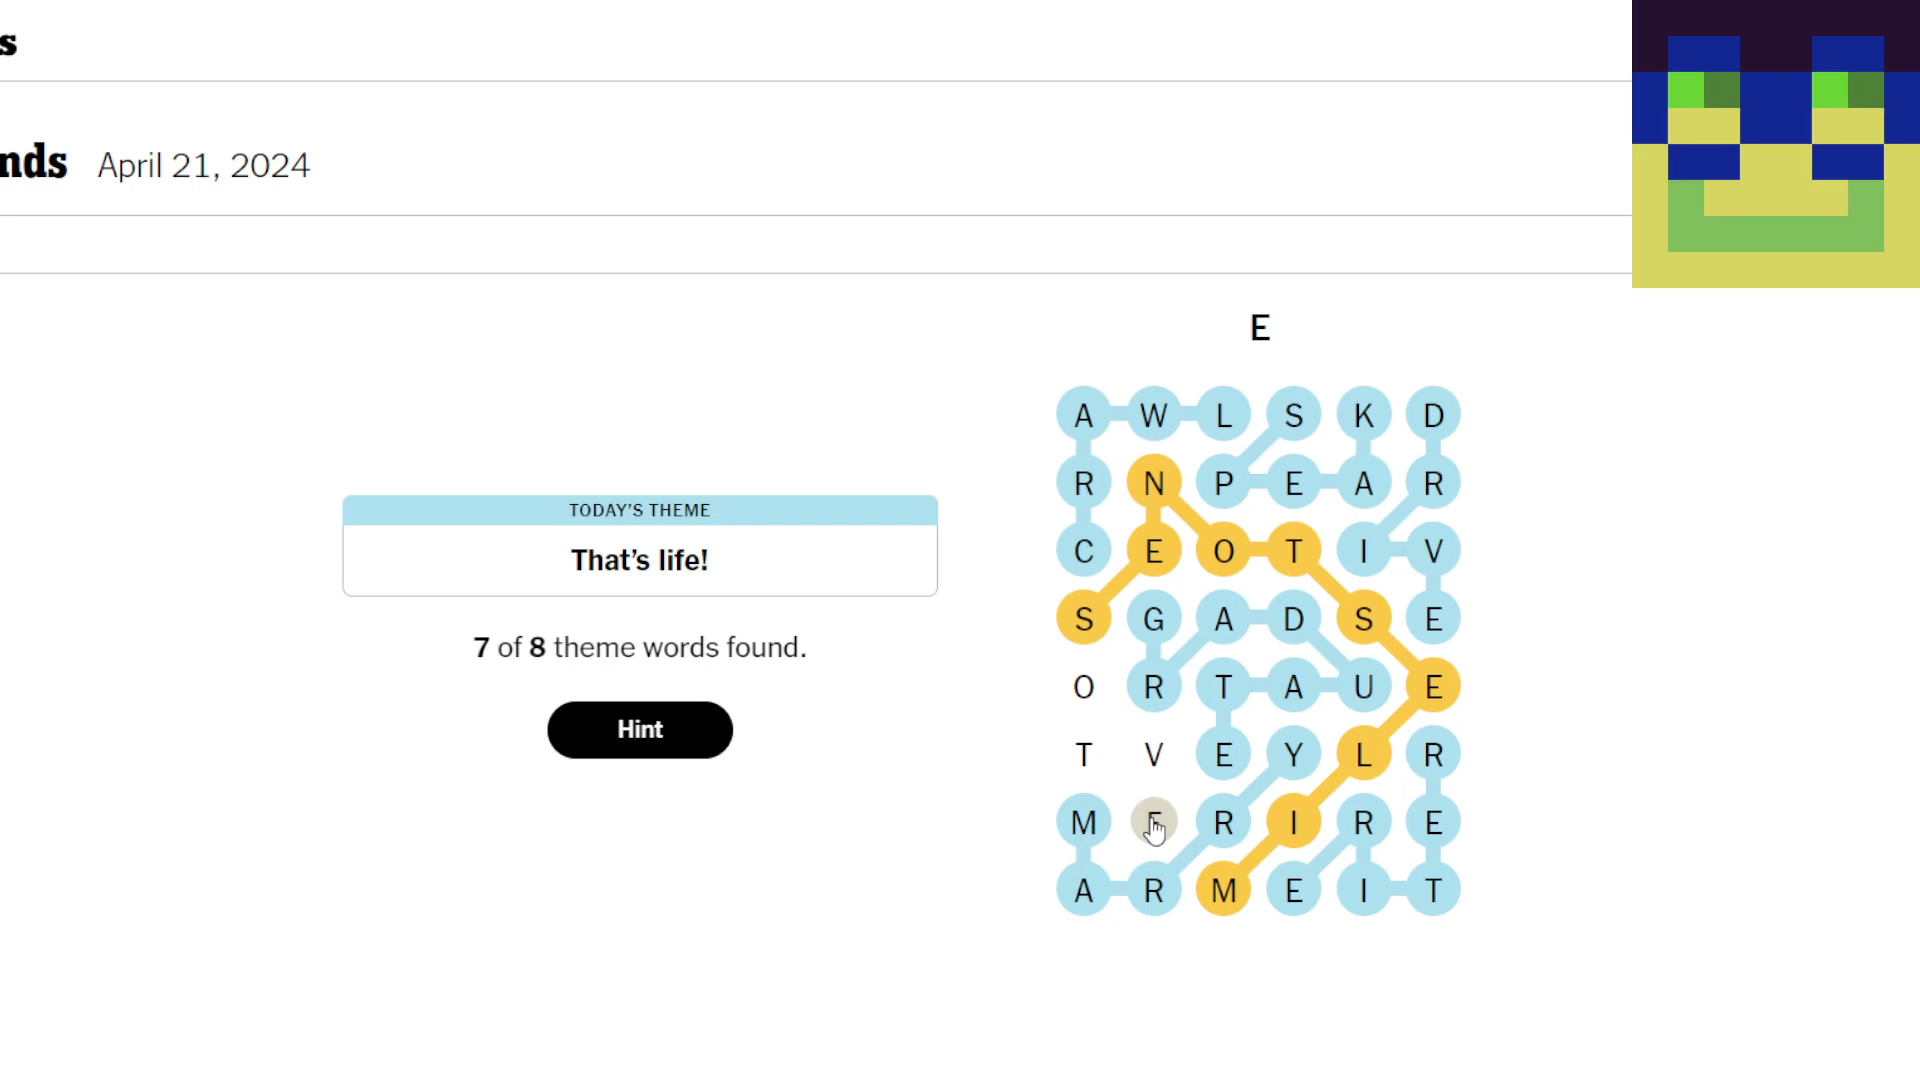 s
nds April 21, 2024
E
A W L S K D
R N P E A R
C E O T I V
S G A D S E
O R T A U E
T V E Y L R
M E R I R E
A R M E I T
TODAY'S THEME
That's life!
7 of 8 theme words found.
Hint